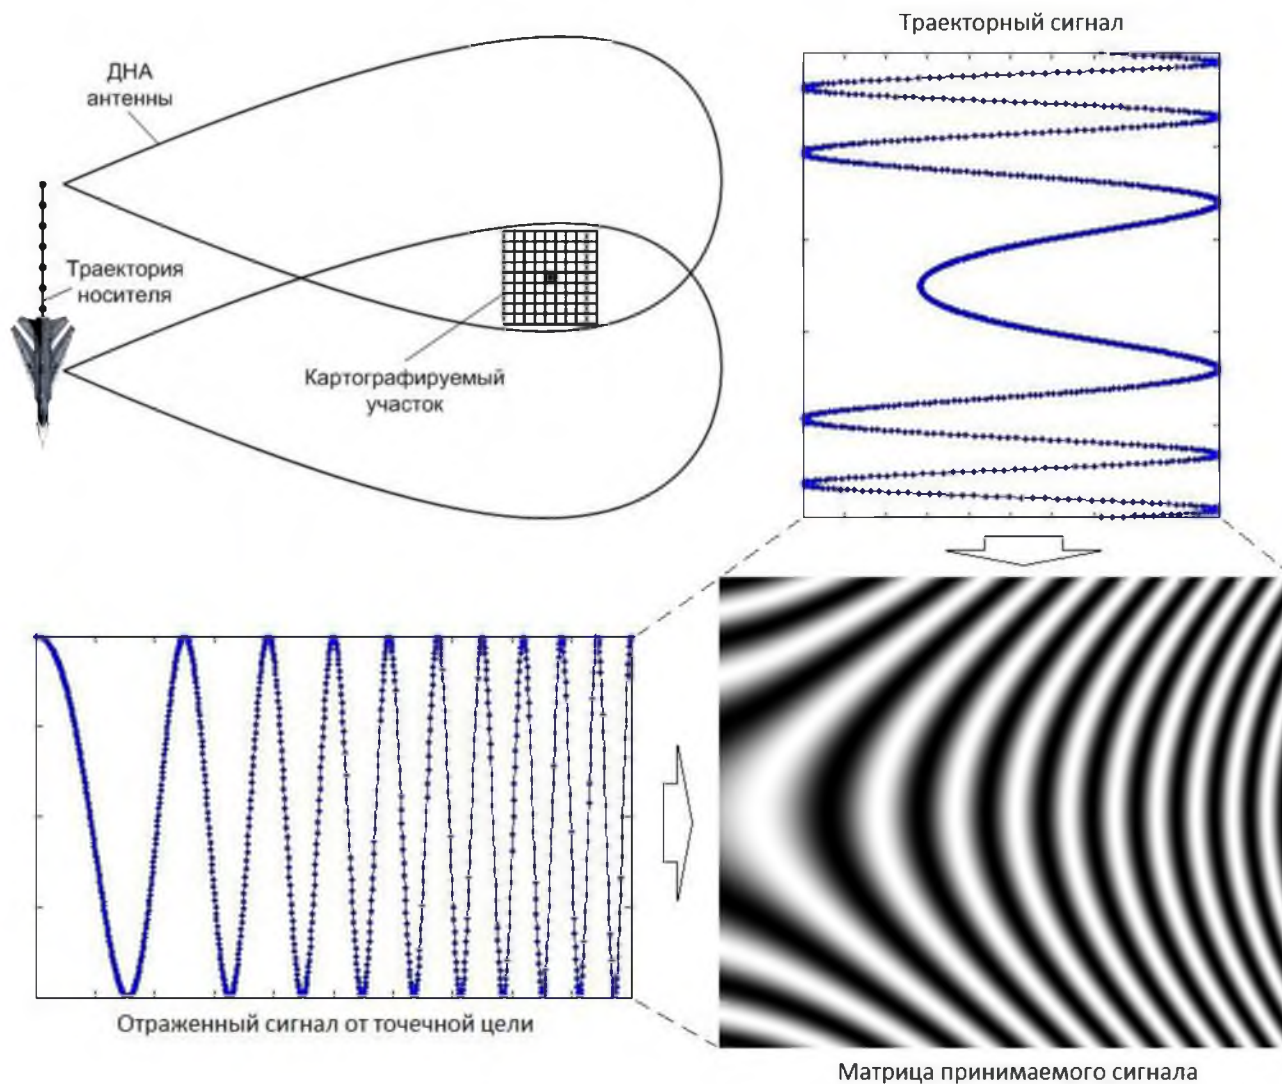 Траекторный сигнал
ДНА
антенны
Траектория
носителя
Картографируемый
участок
Отраженный сигнал от точечной цели
Матрица принимаемого сигнала